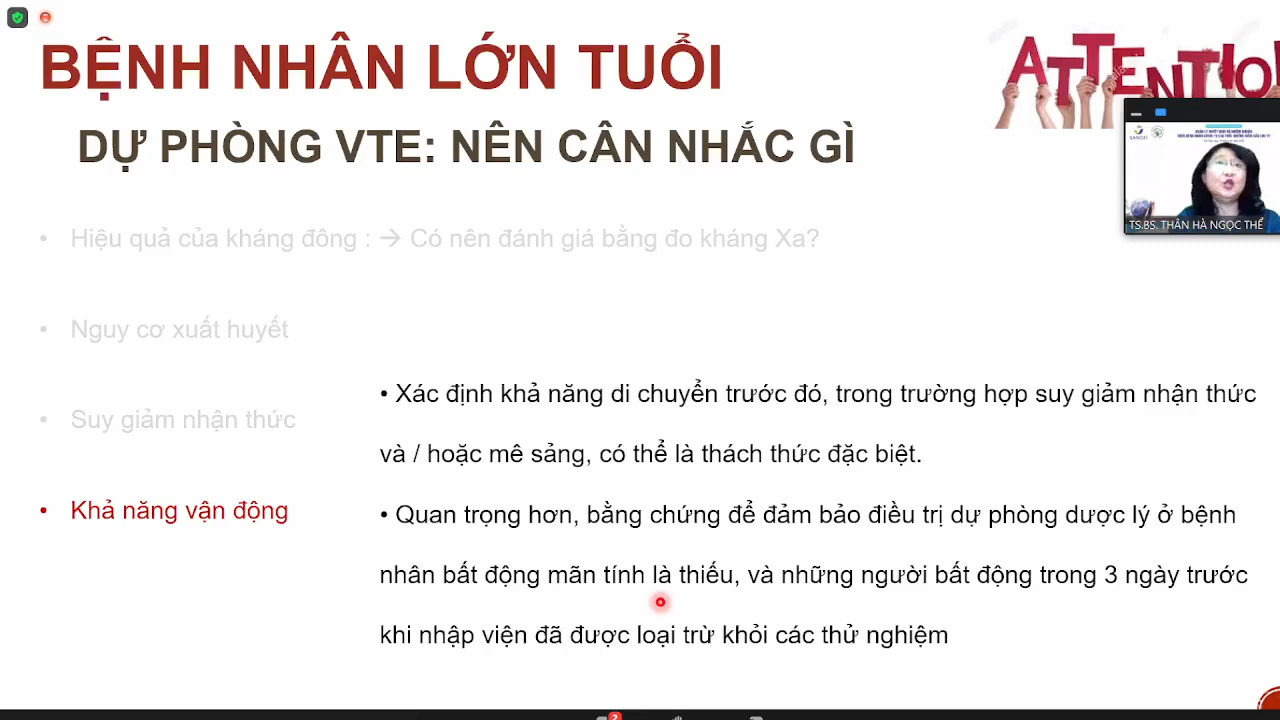 BỆNH NHÂN LỚN TUỔI
ATTENTIO
DỰ PHÒNG VTE: NÊN CÂN NHẮC GÌ
SANOFI
TS.BS. THÂN HÀ NGỌC THỂ
• Hiệu quả của kháng đông : → Có nên đánh giá bằng đo kháng Xa?
• Nguy cơ xuất huyết
• Suy giảm nhận thức
• Khả năng vận động
• Xác định khả năng di chuyển trước đó, trong trường hợp suy giảm nhận thức
và / hoặc mê sảng, có thể là thách thức đặc biệt.
• Quan trọng hơn, bằng chứng để đảm bảo điều trị dự phòng dược lý ở bệnh
nhân bất động mãn tính là thiếu, và những người bất động trong 3 ngày trước
khi nhập viện đã được loại trừ khỏi các thử nghiệm
2